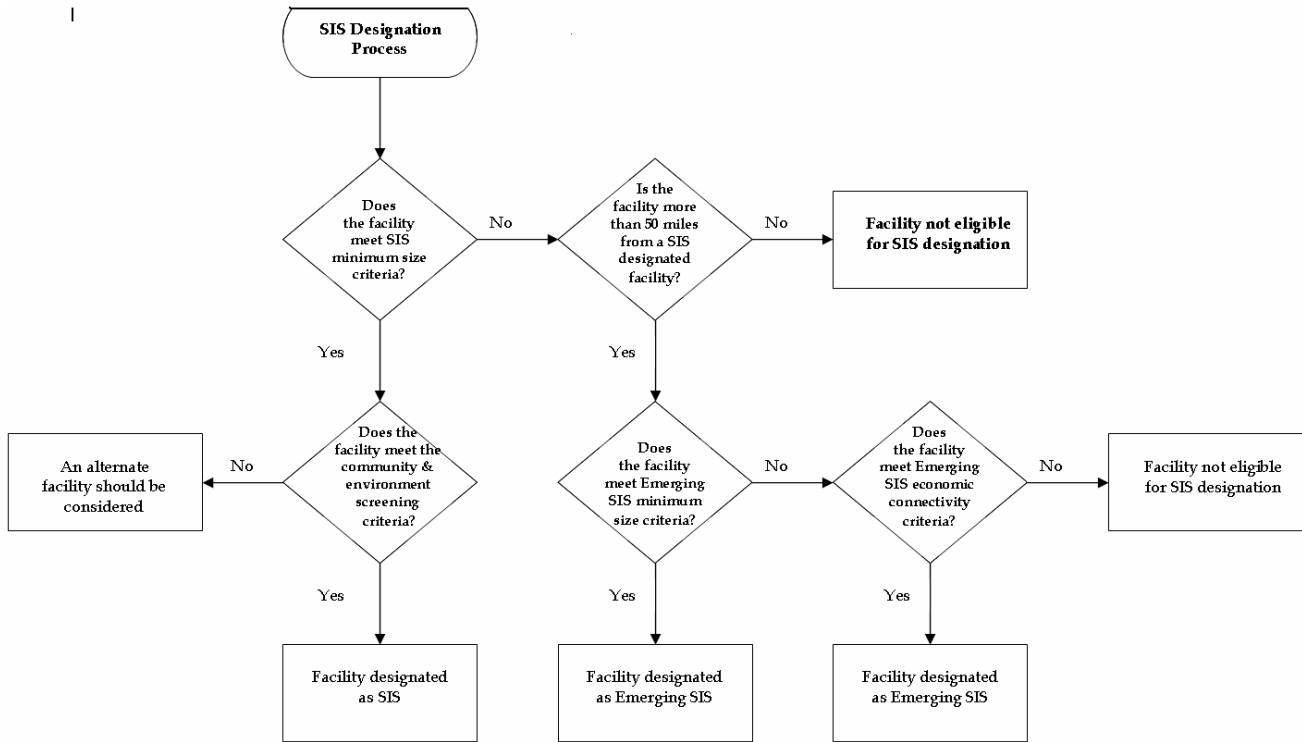 SIS Designation
Process
Does
the facility
meet SIS
minimum size
criteria?
No
Is the
facility more
than 50 miles
from a SIS
designated
facility?
No
Facility not eligible
for SIS designation
Yes
Yes
An alternate
facility should be
considered
No
Does the
facility meet the
community &
environment
screening
criteria?
Does
the facility
meet Emerging
SIS minimum
size criteria?
No
Does
the facility
meet Emerging
SIS economic
connectivity
criteria?
No
Facility not eligible
for SIS designation
Yes
Yes
Yes
Facility designated
as SIS
Facility designated
as Emerging SIS
Facility designated
as Emerging SIS